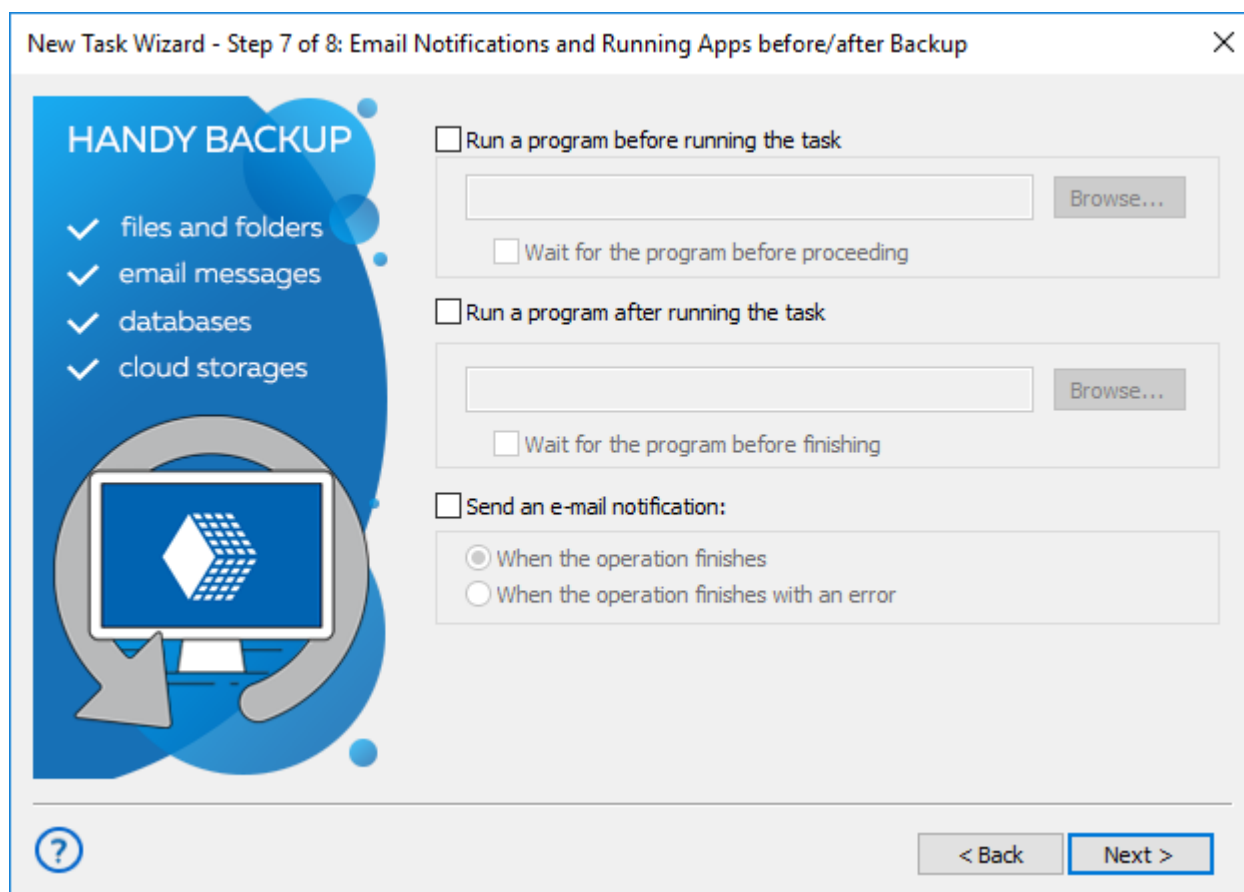 New Task Wizard - Step 7 of 8: Email Notifications and Running Apps before/after Backup
HANDY BACKUP
files and folders
email messages
databases
cloud storages
Run a program before running the task
Browse...
Wait for the program before proceeding
Run a program after running the task
Browse...
Wait for the program before finishing
Send an e-mail notification:
When the operation finishes
When the operation finishes with an error
?
< Back
Next >